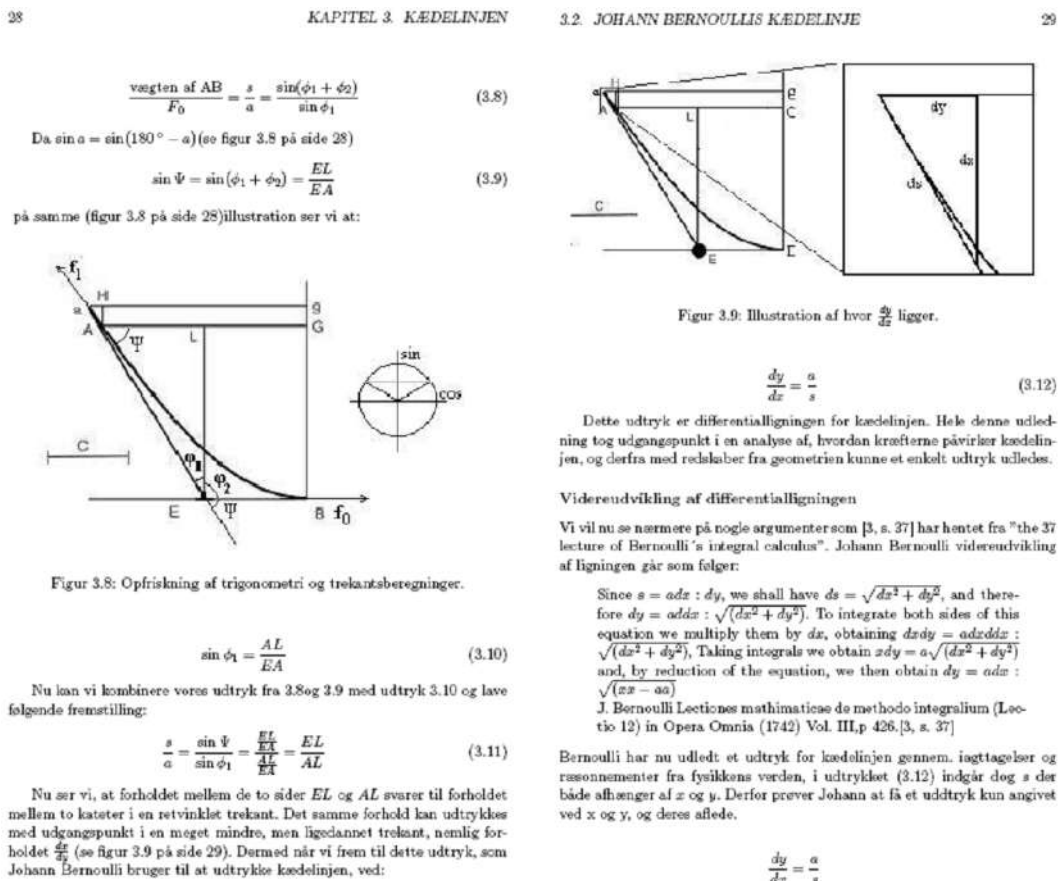 28 KAPITEL 3. KÆDELINJEN
vægten af AB / F_0 = s / a = sin(ϕ_1 + ϕ_2) / sin ϕ_1 (3.8)
Da sin a = sin(180° − a)(se figur 3.8 på side 28)
sin Ψ = sin(ϕ_1 + ϕ_2) = EL / EA (3.9)
på samme (figur 3.8 på side 28)illustration ser vi at:
f_1
a H g
A Ψ L G
sin
cos
C
φ_1
φ_2
E Ψ B f_0
Figur 3.8: Opfriskning af trigonometri og trekantsberegninger.
sin ϕ_1 = AL / EA (3.10)
Nu kan vi kombinere vores udtryk fra 3.8og 3.9 med udtryk 3.10 og lave
følgende fremstilling:
s / a = sin Ψ / sin ϕ_1 = (EL / EA) / (AL / EA) = EL / AL (3.11)
Nu ser vi, at forholdet mellem de to sider EL og AL svarer til forholdet
mellem to kateter i en retvinklet trekant. Det samme forhold kan udtrykkes
med udgangspunkt i en meget mindre, men ligedannet trekant, nemlig for-
holdet dx/dy (se figur 3.9 på side 29). Dermed når vi frem til dette udtryk, som
Johann Bernoulli bruger til at udtrykke kædelinjen, ved:
3.2. JOHANN BERNOULLIS KÆDELINJE 29
a H g
A L C
C
E
dy
dx
ds
Figur 3.9: Illustration af hvor dy/dx ligger.
dy / dx = a / s (3.12)
Dette udtryk er differentialligningen for kædelinjen. Hele denne udled-
ning tog udgangspunkt i en analyse af, hvordan kræfterne påvirker kædelin-
jen, og derfra med redskaber fra geometrien kunne et enkelt udtryk udledes.
Videreudvikling af differentialligningen
Vi vil nu se nærmere på nogle argumenter som [3, s. 37] har hentet fra "the 37
lecture of Bernoulli´s integral calculus". Johann Bernoulli videreudvikling
af ligningen går som følger:
Since s = adx : dy, we shall have ds = √(dx² + dy²), and there-
fore dy = addx : √(dx² + dy²). To integrate both sides of this
equation we multiply them by dx, obtaining dxdy = adxddx :
√(dx² + dy²), Taking integrals we obtain xdy = a√(dx² + dy²)
and, by reduction of the equation, we then obtain dy = adx :
√(xx − aa)
J. Bernoulli Lectiones mathimaticae de methodo integralium (Lec-
tio 12) in Opera Omnia (1742) Vol. III,p 426.[3, s. 37]
Bernoulli har nu udledt et udtryk for kædelinjen gennem. iagttagelser og
ræsonnementer fra fysikkens verden, i udtrykket (3.12) indgår dog s der
både afhænger af x og y. Derfor prøver Johann at få et uddtryk kun angivet
ved x og y, og deres aflede.
dy / dx = a / s